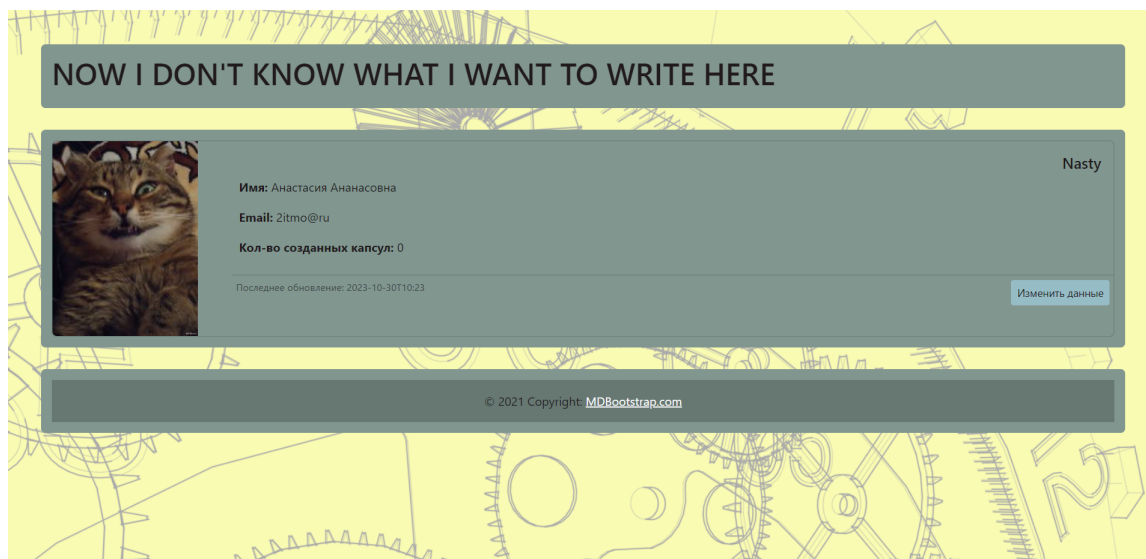 NOW I DON'T KNOW WHAT I WANT TO WRITE HERE
Nasty
Имя: Анастасия Ананасовна
Email: 2itmo@ru
Кол-во созданных капсул: 0
Последнее обновление: 2023-10-30T10:23
Изменить данные
© 2021 Copyright: MDBootstrap.com